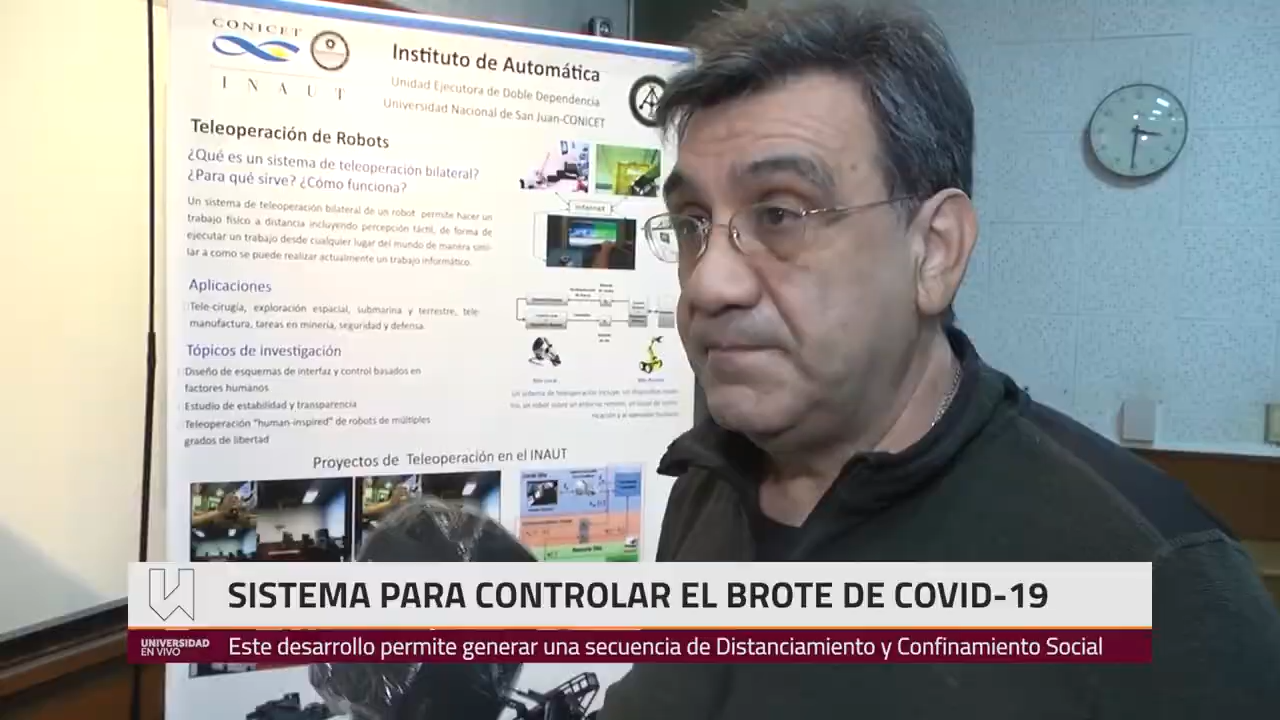 CONICET
INAUT
Instituto de Automática
Unidad Ejecutora de Doble Dependencia
Universidad Nacional de San Juan-CONICET
Teleoperación de Robots
¿Qué es un sistema de teleoperación bilateral?
¿Para qué sirve? ¿Cómo funciona?
Un sistema de teleoperación bilateral de un robot permite hacer un
trabajo físico a distancia incluyendo percepción táctil, de forma de
ejecutar un trabajo desde cualquier lugar del mundo de manera simi-
lar a como se puede realizar actualmente un trabajo informático.
Internet
Aplicaciones
Tele-cirugía, exploración espacial, submarina y terrestre, tele
manufactura, tareas en minería, seguridad y defensa.
Tópicos de investigación
Diseño de esquemas de interfaz y control basados en
factores humanos
Estudio de estabilidad y transparencia
Teleoperación "human-inspired" de robots de múltiples
grados de libertad
Proyectos de Teleoperación en el INAUT
SISTEMA PARA CONTROLAR EL BROTE DE COVID-19
UNIVERSIDAD
EN VIVO
Este desarrollo permite generar una secuencia de Distanciamiento y Confinamiento Social